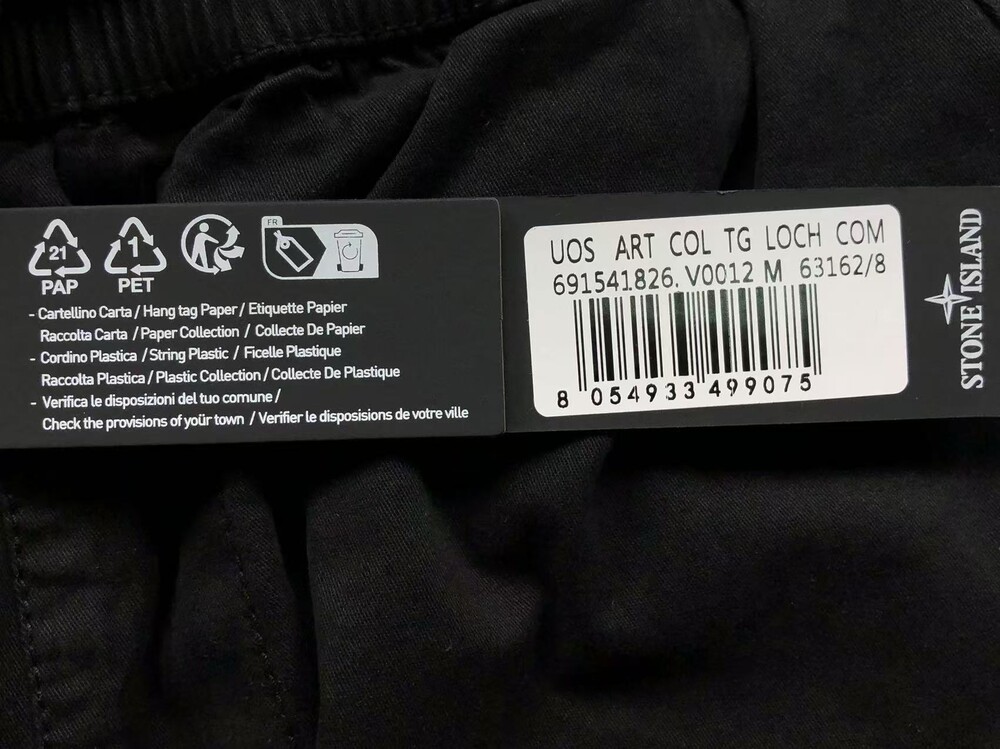 21
PAP
1
PET
FR
- Cartellino Carta / Hang tag Paper / Etiquette Papier
Raccolta Carta / Paper Collection / Collecte De Papier
- Cordino Plastica / String Plastic / Ficelle Plastique
Raccolta Plastica / Plastic Collection / Collecte De Plastique
- Verifica le disposizioni del tuo comune /
Check the provisions of yoür town / Verifier le disposisions de votre ville
UOS ART COL TG LOCH COM
691541826. V0012 M 63162/8
8 054933 499075
STONE ISLAND